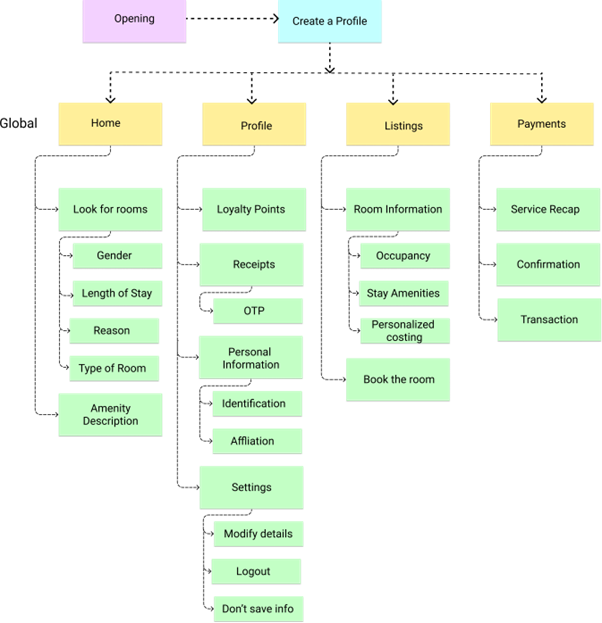 Opening
Create a Profile
Global
Home
Profile
Listings
Payments
Look for rooms
Gender
Length of Stay
Reason
Type of Room
Amenity
Description
Loyalty Points
Receipts
OTP
Personal
Information
Identification
Affliation
Settings
Modify details
Logout
Don't save info
Room Information
Occupancy
Stay Amenities
Personalized
costing
Book the room
Service Recap
Confirmation
Transaction